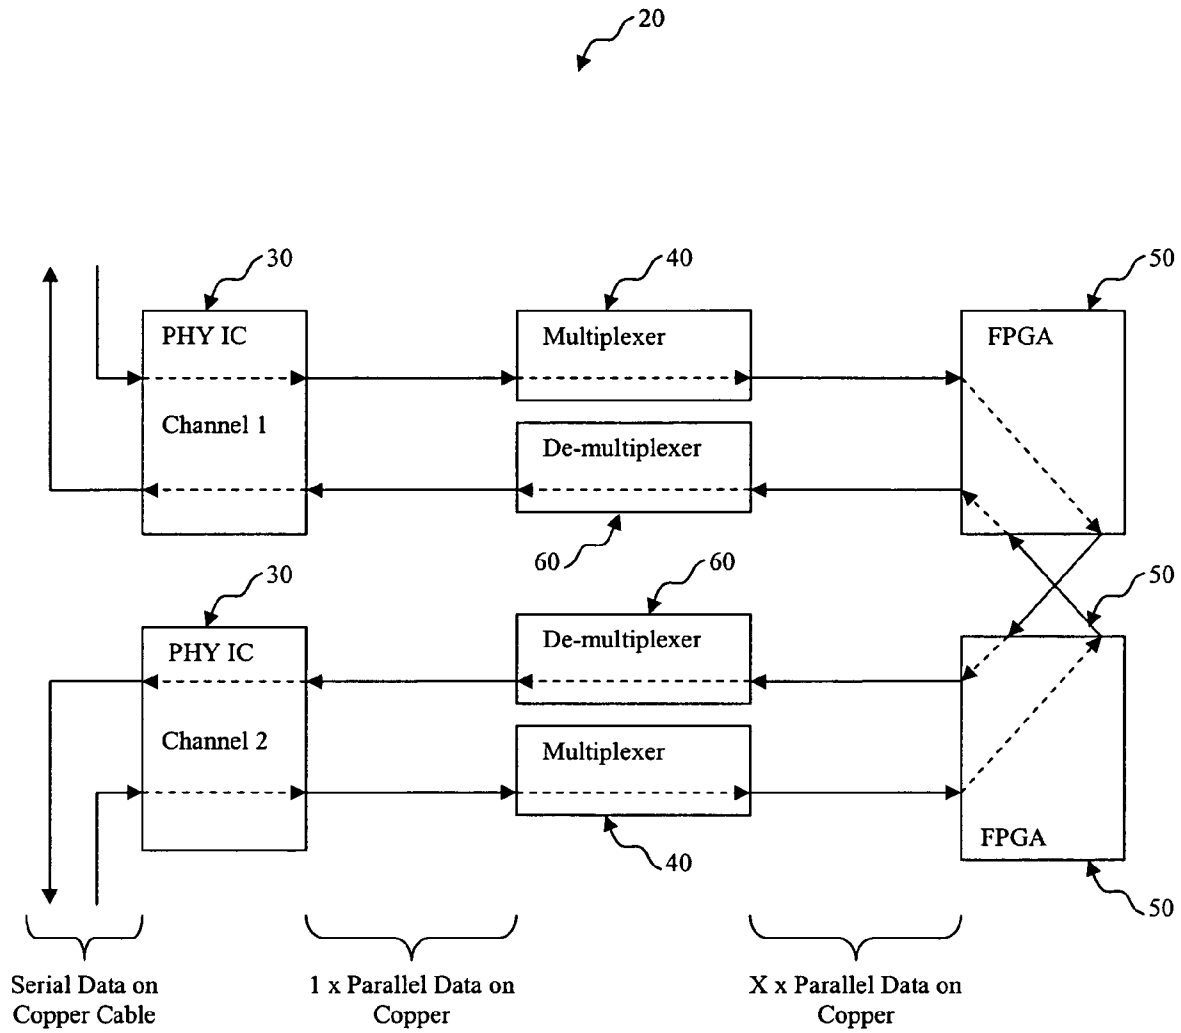 20
30
40
50
PHY IC
Multiplexer
FPGA
Channel 1
De-multiplexer
60
60
30
50
De-multiplexer
PHY IC
Channel 2
Multiplexer
FPGA
40
50
Serial Data on
Copper Cable
1 x Parallel Data on
Copper
X x Parallel Data on
Copper